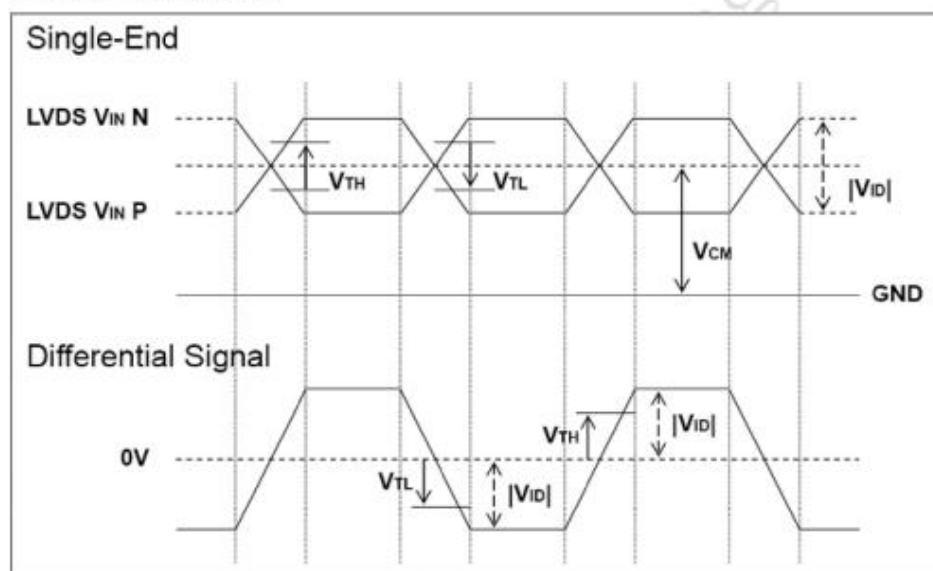 Single-End
LVDS VIN N
VTH
VTL
|VID|
LVDS VIN P
VCM
GND
Differential Signal
VTH
|VID|
0V
VTL
|VID|